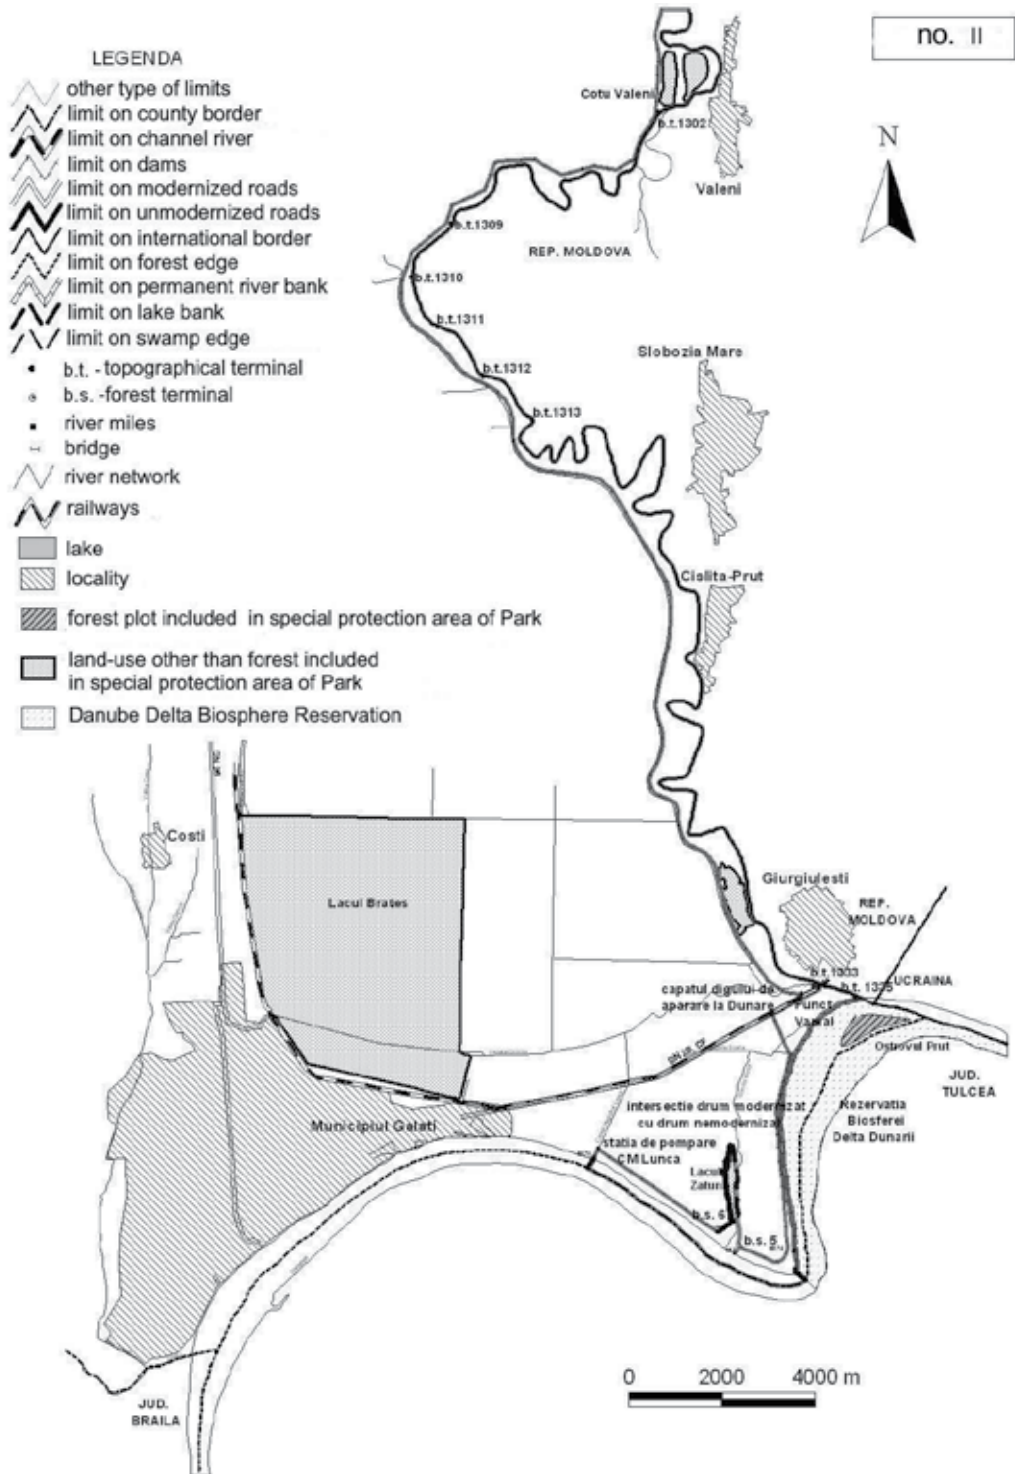 no. II
LEGENDA
other type of limits
limit on county border
limit on channel river
limit on dams
limit on modernized roads
limit on unmodernized roads
limit on international border
limit on forest edge
limit on permanent river bank
limit on lake bank
limit on swamp edge
b.t. - topographical terminal
b.s. -forest terminal
river miles
bridge
river network
railways
lake
locality
forest plot included in special protection area of Park
land-use other than forest included
in special protection area of Park
Danube Delta Biosphere Reservation
N
Cotu Valeni
b.t.1302
Valeni
b.t.1309
REP. MOLDOVA
b.t.1310
b.t.1311
b.t.1312
b.t.1313
Slobozia Mare
Cislita-Prut
Costi
Lacul Brates
Giurgiulesti
REP.
MOLDOVA
b.t.1333
b.t. 1335
UCRAINA
capatul digului de
aparare la Dunare
Punct
Vamal
Ostrovul Prut
JUD.
TULCEA
intersectie drum modernizat
cu drum nemodernizat
Rezervatia
Biosferei
Delta Dunarii
Municipiul Galati
statia de pompare
CM Lunca
Lacul
Zatun
b.s. 6
b.s. 5
0 2000 4000 m
JUD.
BRAILA